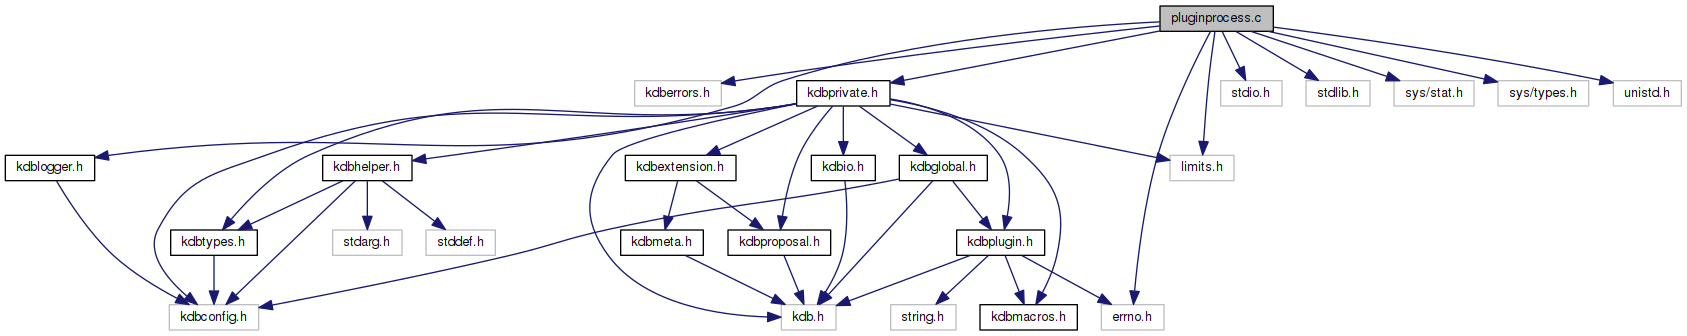 pluginprocess.c
kdberrors.h
kdbprivate.h
stdio.h
stdlib.h
sys/stat.h
sys/types.h
unistd.h
kdblogger.h
kdbhelper.h
kdbextension.h
kdbio.h
kdbglobal.h
limits.h
kdbtypes.h
stdarg.h
stddef.h
kdbmeta.h
kdbproposal.h
kdbplugin.h
kdbconfig.h
kdb.h
string.h
kdbmacros.h
errno.h